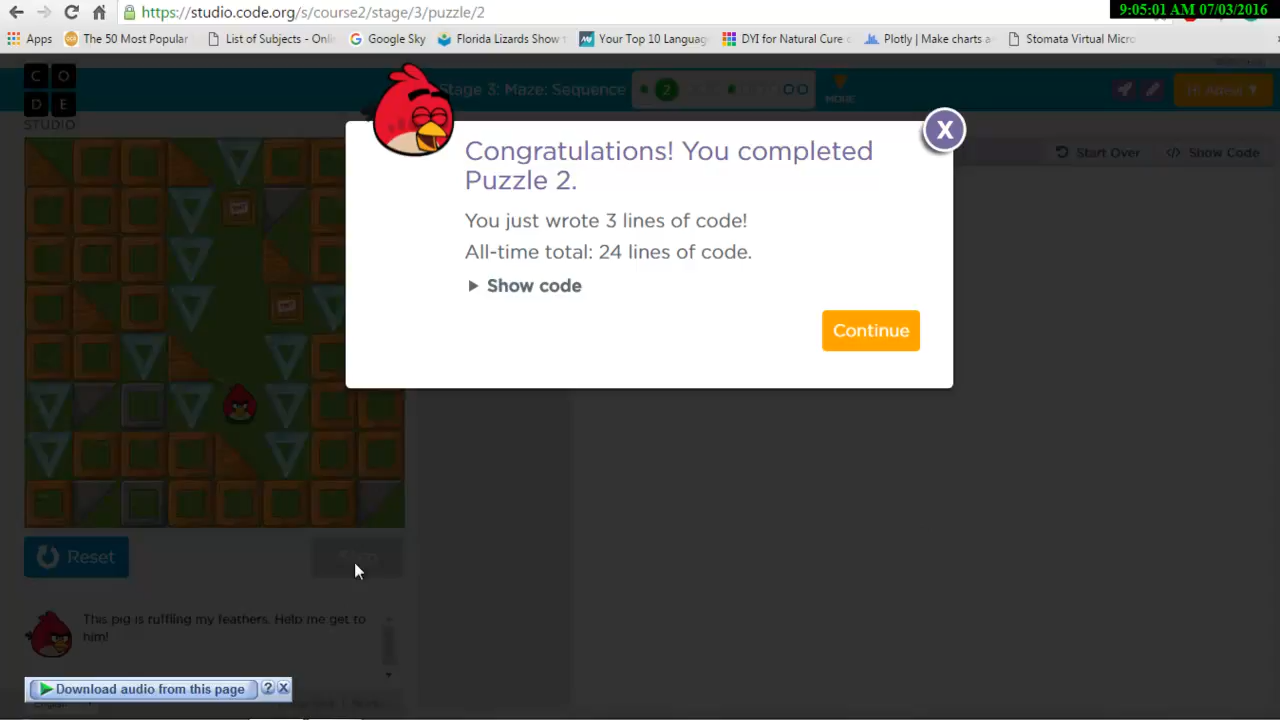 9:05:01 AM 07/03/2016
https://studio.code.org/s/course2/stage/3/puzzle/2
Apps The 50 Most Popular List of Subjects - Onli Google Sky Florida Lizards Show t Your Top 10 Languag DYI for Natural Cure Plotly | Make charts a Stomata Virtual Micro
C O
D E
STUDIO
Stage 3: Maze: Sequence 2 MORE
X
Congratulations! You completed
Puzzle 2.
You just wrote 3 lines of code!
All-time total: 24 lines of code.
Show code
Continue
Start Over Show Code
Reset
This pig is ruffling my feathers. Help me get to
him!
Download audio from this page ? X